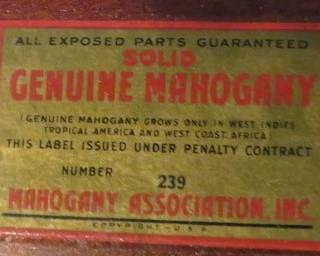 ALL EXPOSED PARTS GUARANTEED
SOLID
GENUINE MAHOGANY
(GENUINE MAHOGANY GROWS ONLY IN WEST INDIES
TROPICAL AMERICA AND WEST COAST AFRICA)
THIS LABEL ISSUED UNDER PENALTY CONTRACT
NUMBER 239
MAHOGANY ASSOCIATION, INC.
COPYRIGHT-U.S.A.